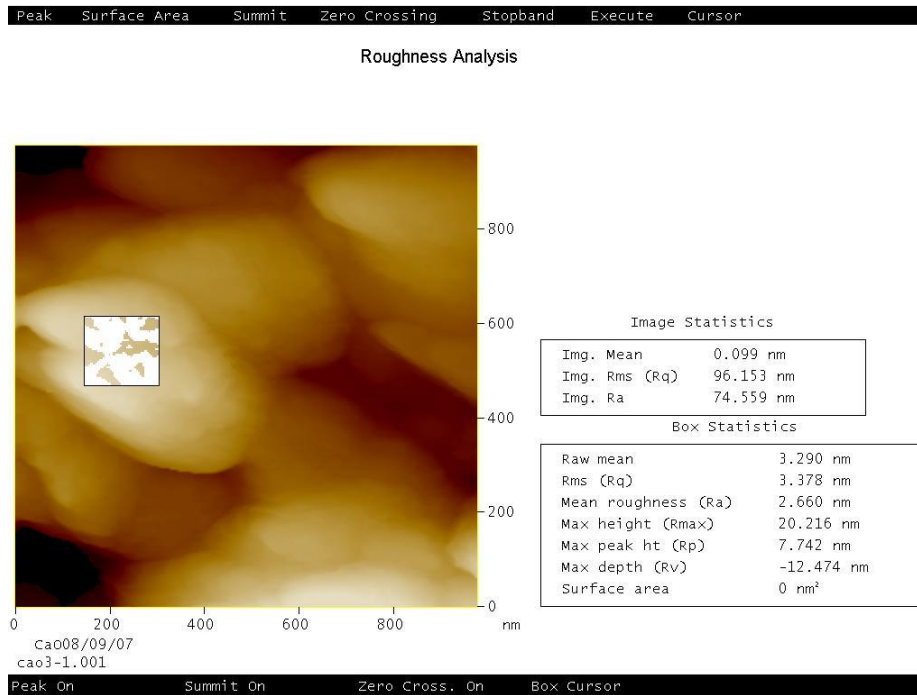 Peak Surface Area Summit Zero Crossing Stopband Execute Cursor
Roughness Analysis
800
600
400
200
0
0 200 400 600 800 nm
CaO08/09/07
cao3-1.001
Image Statistics
Img. Mean 0.099 nm
Img. Rms (Rq) 96.153 nm
Img. Ra 74.559 nm
Box Statistics
Raw mean 3.290 nm
Rms (Rq) 3.378 nm
Mean roughness (Ra) 2.660 nm
Max height (Rmax) 20.216 nm
Max peak ht (Rp) 7.742 nm
Max depth (Rv) -12.474 nm
Surface area 0 nm²
Peak On Summit On Zero Cross. On Box Cursor